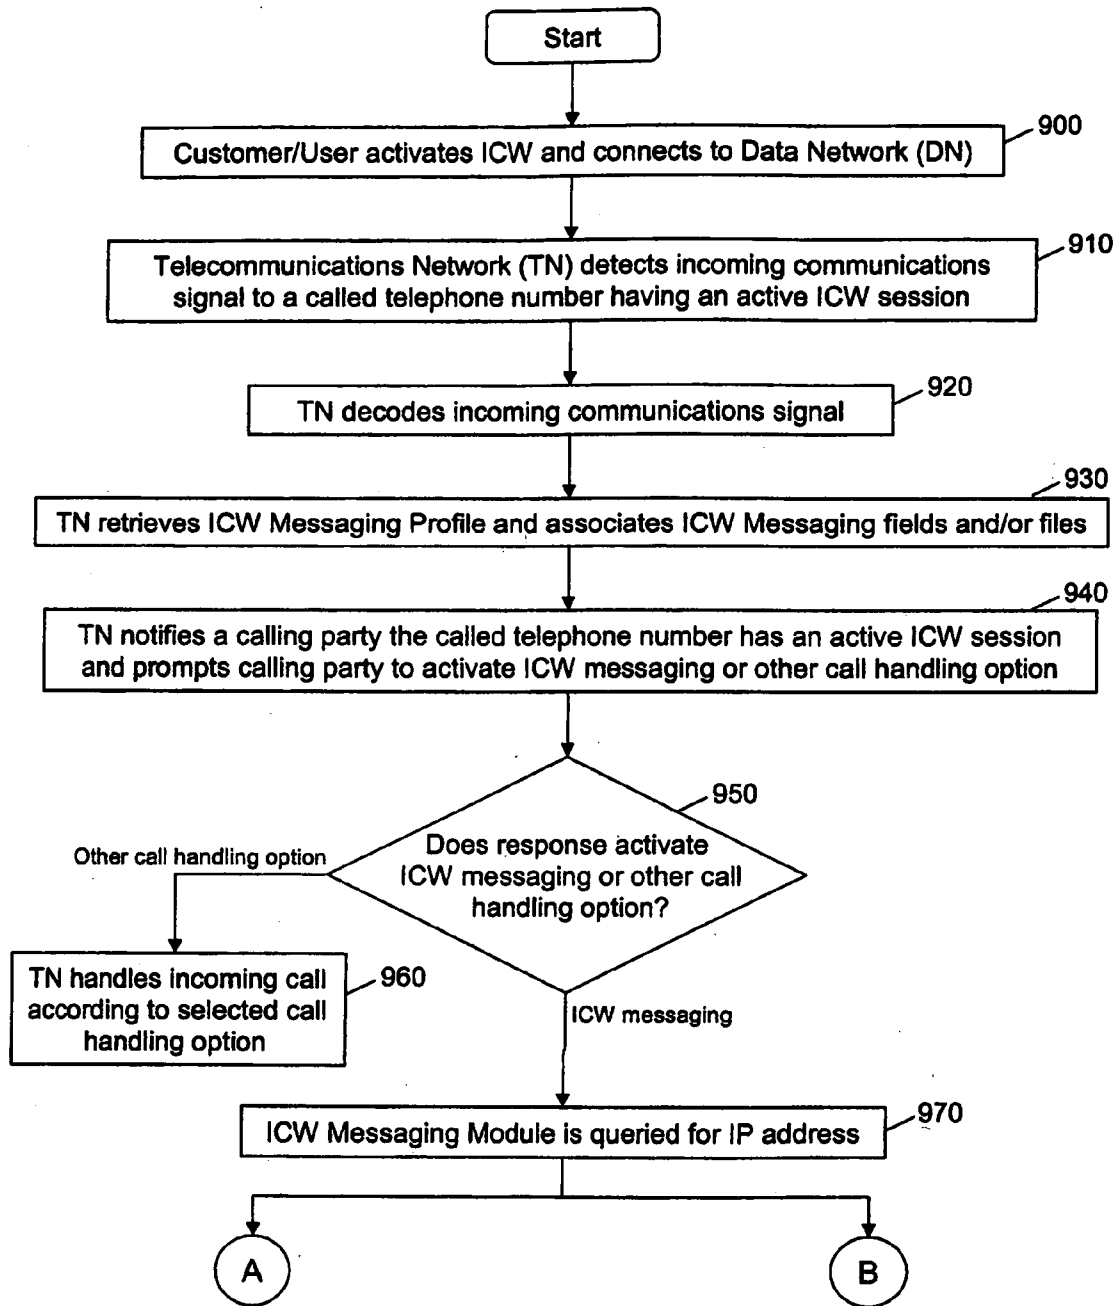 Start
900
Customer/User activates ICW and connects to Data Network (DN)
910
Telecommunications Network (TN) detects incoming communications
signal to a called telephone number having an active ICW session
920
TN decodes incoming communications signal
930
TN retrieves ICW Messaging Profile and associates ICW Messaging fields and/or files
940
TN notifies a calling party the called telephone number has an active ICW session
and prompts calling party to activate ICW messaging or other call handling option
950
Does response activate
ICW messaging or other call
handling option?
Other call handling option
TN handles incoming call
according to selected call
handling option
960
ICW messaging
970
ICW Messaging Module is queried for IP address
A
B